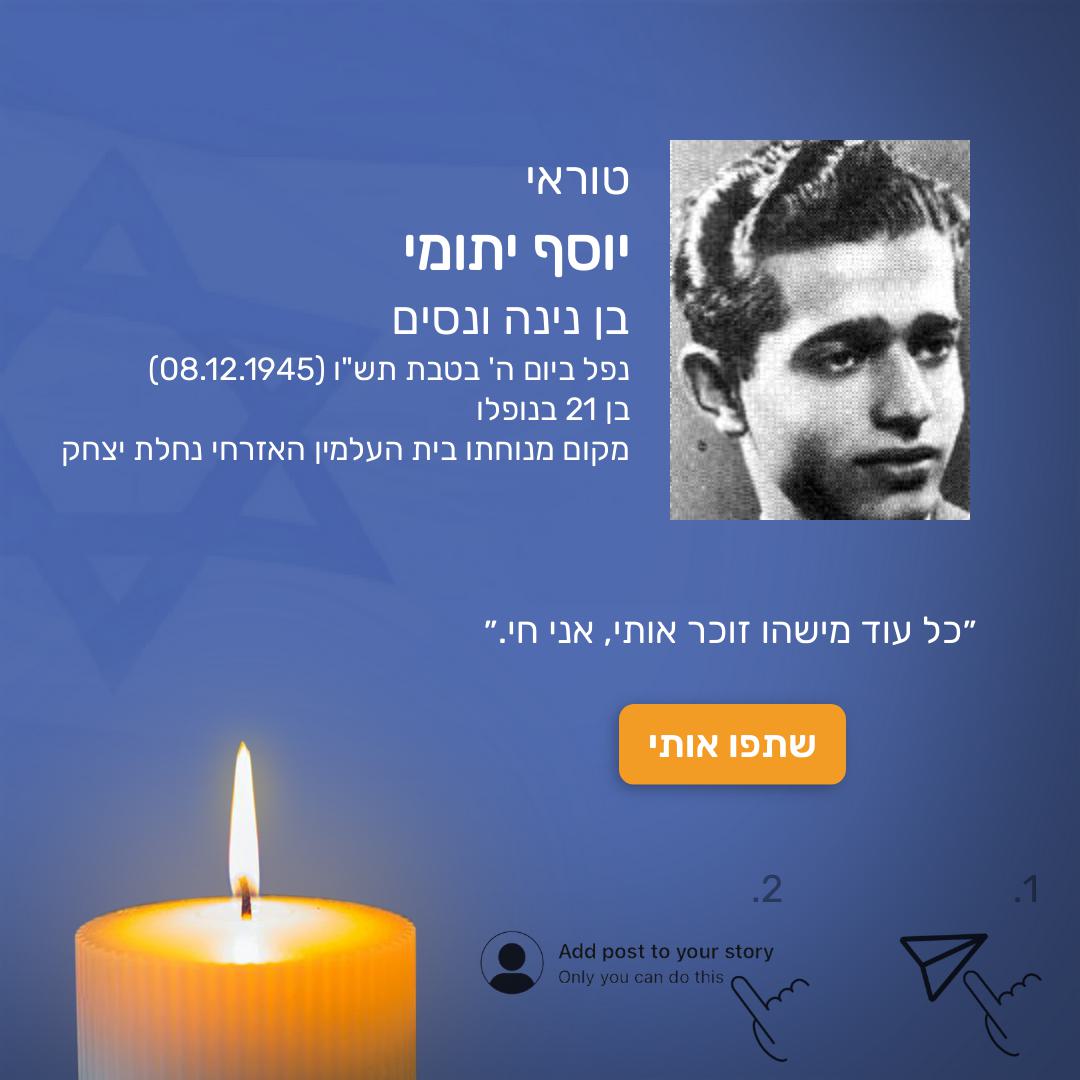 טוראי
יוסף יתומי
בן נינה ונסים
נפל ביום ה' בטבת תש"ו (08.12.1945)
בן 21 בנופלו
מקום מנוחתו בית העלמין האזרחי נחלת יצחק
״כל עוד מישהו זוכר אותי, אני חי.״
שתפו אותי
.1
.2
Add post to your story
Only you can do this